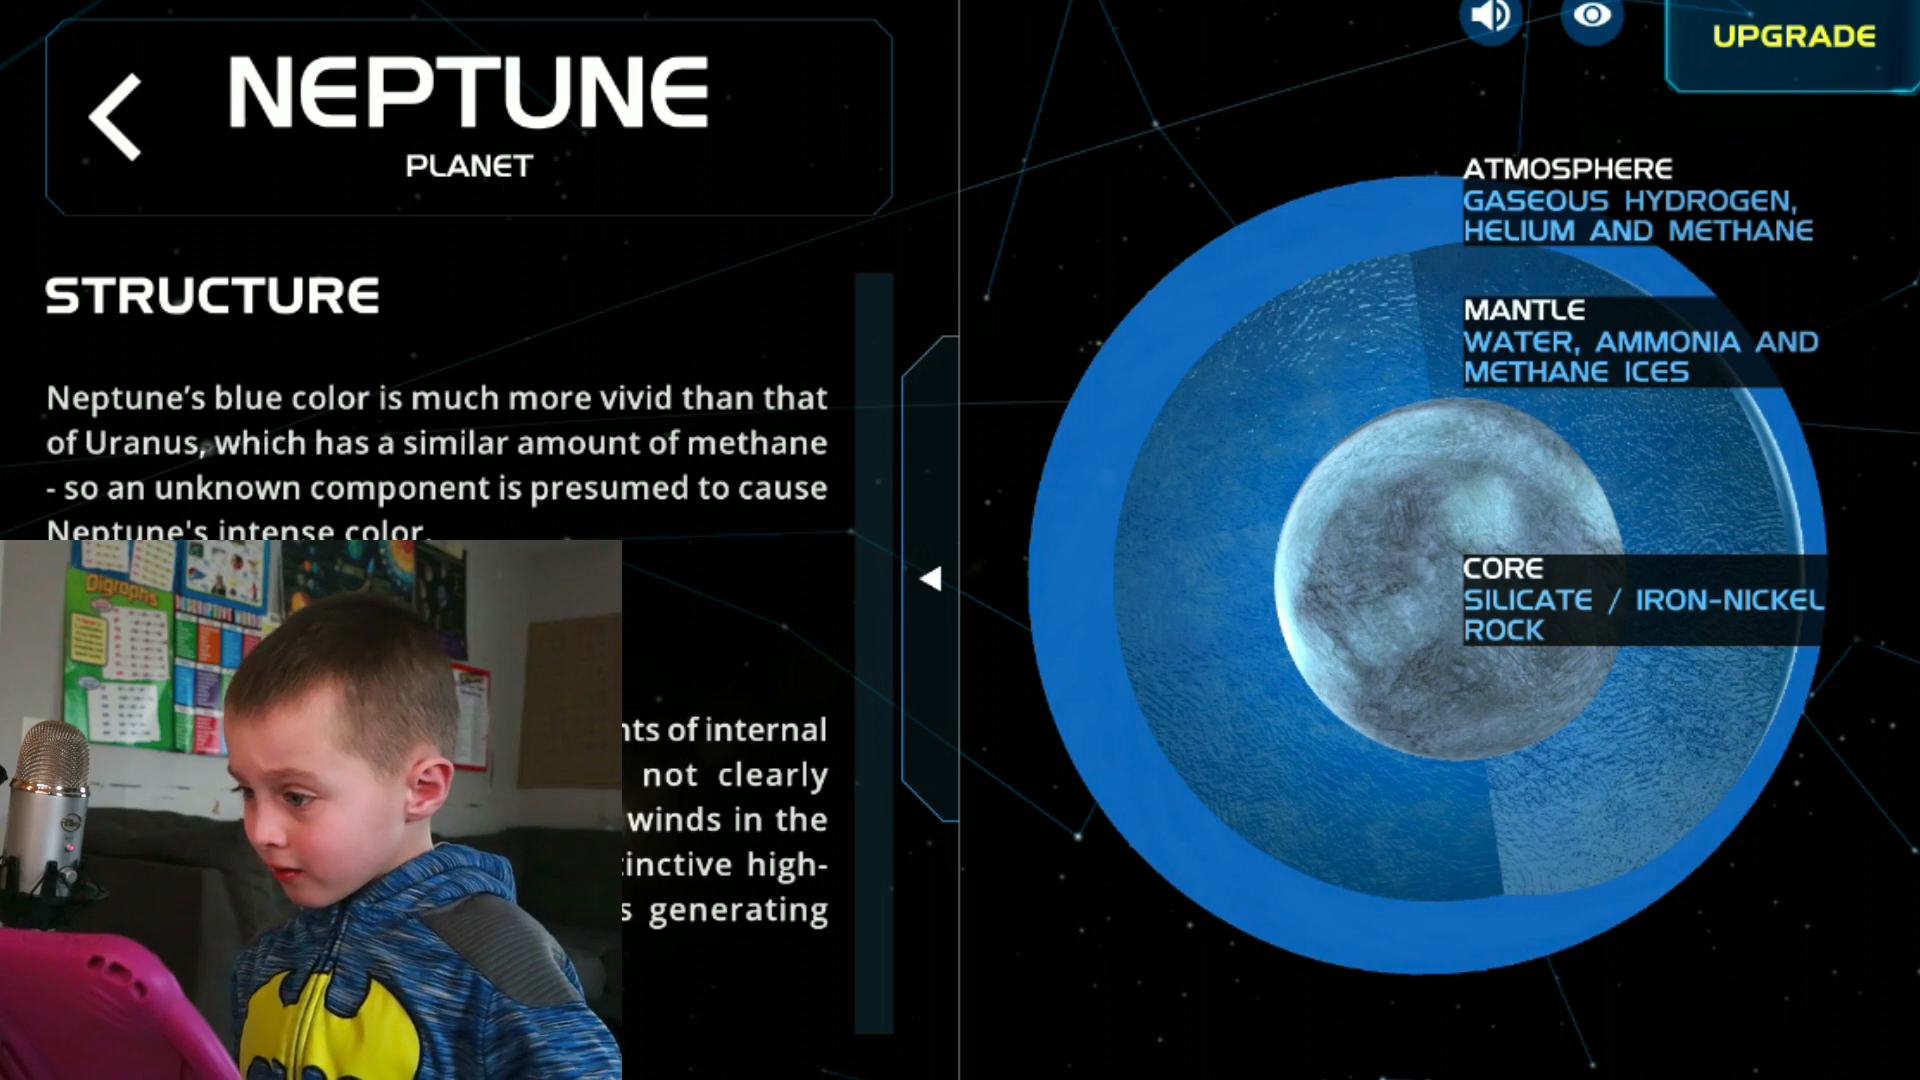 NEPTUNE
PLANET
STRUCTURE
Neptune’s blue color is much more vivid than that
of Uranus, which has a similar amount of methane
- so an unknown component is presumed to cause
Neptune's intense color.
of internal
not clearly
winds in the
high-
generating
UPGRADE
ATMOSPHERE
GASEOUS HYDROGEN,
HELIUM AND METHANE
MANTLE
WATER, AMMONIA AND
METHANE ICES
CORE
SILICATE / IRON-NICKEL
ROCK
Digraphs
DESCRIPTIVE WORDS